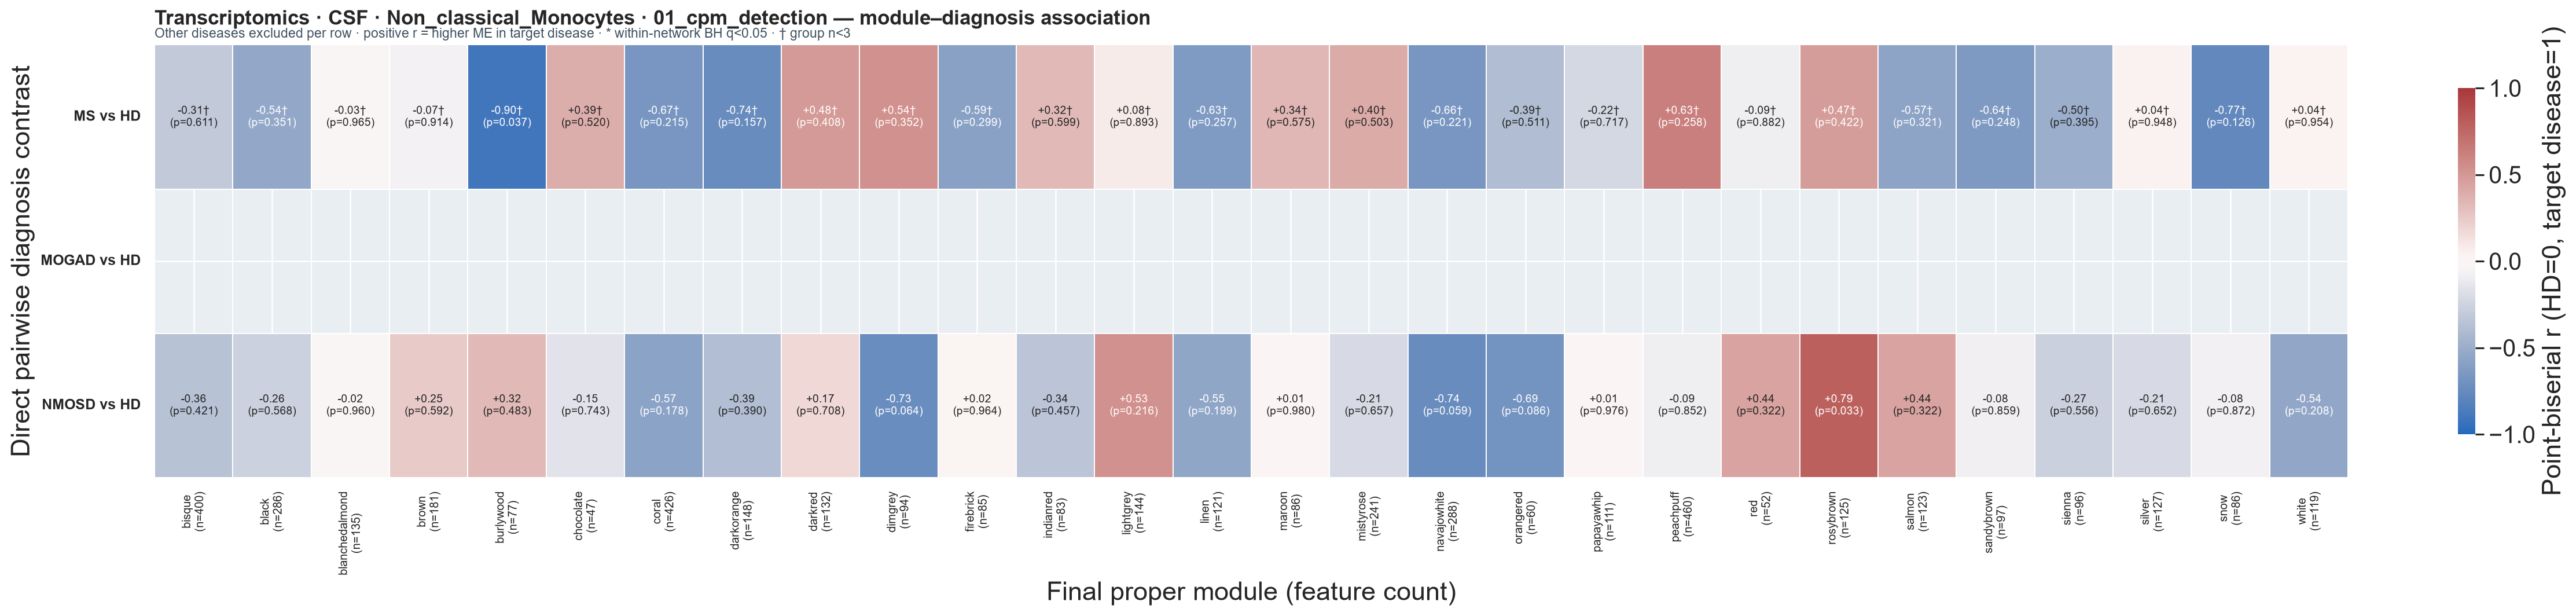 Transcriptomics · CSF · Non_classical_Monocytes · 01_cpm_detection — module–diagnosis association
Other diseases excluded per row · positive r = higher ME in target disease · * within-network BH q<0.05 · † group n<3
Direct pairwise diagnosis contrast
MS vs HD
-0.31† -0.54† -0.03† -0.07† -0.90† +0.39† -0.67† -0.74† +0.48† +0.54† -0.59† +0.32† +0.08† -0.63† +0.34† +0.40† -0.66† -0.39† -0.22† +0.63† -0.09† +0.47† -0.57† -0.64† -0.50† +0.04† -0.77† +0.04†
(p=0.611) (p=0.351) (p=0.965) (p=0.914) (p=0.037) (p=0.520) (p=0.215) (p=0.157) (p=0.408) (p=0.352) (p=0.299) (p=0.599) (p=0.893) (p=0.257) (p=0.575) (p=0.503) (p=0.221) (p=0.511) (p=0.717) (p=0.258) (p=0.882) (p=0.422) (p=0.321) (p=0.248) (p=0.395) (p=0.948) (p=0.126) (p=0.954)
MOGAD vs HD
NMOSD vs HD
-0.36 -0.26 -0.02 +0.25 +0.32 -0.15 -0.57 -0.39 +0.17 -0.73 +0.02 -0.34 +0.53 -0.55 +0.01 -0.21 -0.74 -0.69 +0.01 -0.09 +0.44 +0.79 +0.44 -0.08 -0.27 -0.21 -0.08 -0.54
(p=0.421) (p=0.568) (p=0.960) (p=0.592) (p=0.483) (p=0.743) (p=0.178) (p=0.390) (p=0.708) (p=0.064) (p=0.964) (p=0.457) (p=0.216) (p=0.199) (p=0.980) (p=0.657) (p=0.059) (p=0.086) (p=0.976) (p=0.852) (p=0.322) (p=0.033) (p=0.322) (p=0.859) (p=0.556) (p=0.652) (p=0.872) (p=0.208)
bisque
(n=400)
black
(n=286)
blanchedalmond
(n=135)
brown
(n=181)
burlywood
(n=77)
chocolate
(n=47)
coral
(n=426)
darkorange
(n=148)
darkred
(n=132)
dimgrey
(n=94)
firebrick
(n=85)
indianred
(n=83)
lightgrey
(n=144)
linen
(n=121)
maroon
(n=86)
mistyrose
(n=241)
navajowhite
(n=288)
orangered
(n=60)
papayawhip
(n=111)
peachpuff
(n=460)
red
(n=52)
rosybrown
(n=125)
salmon
(n=123)
sandybrown
(n=97)
sienna
(n=96)
silver
(n=127)
snow
(n=86)
white
(n=119)
Final proper module (feature count)
1.0
0.5
0.0
−0.5
−1.0
Point-biserial r (HD=0, target disease=1)